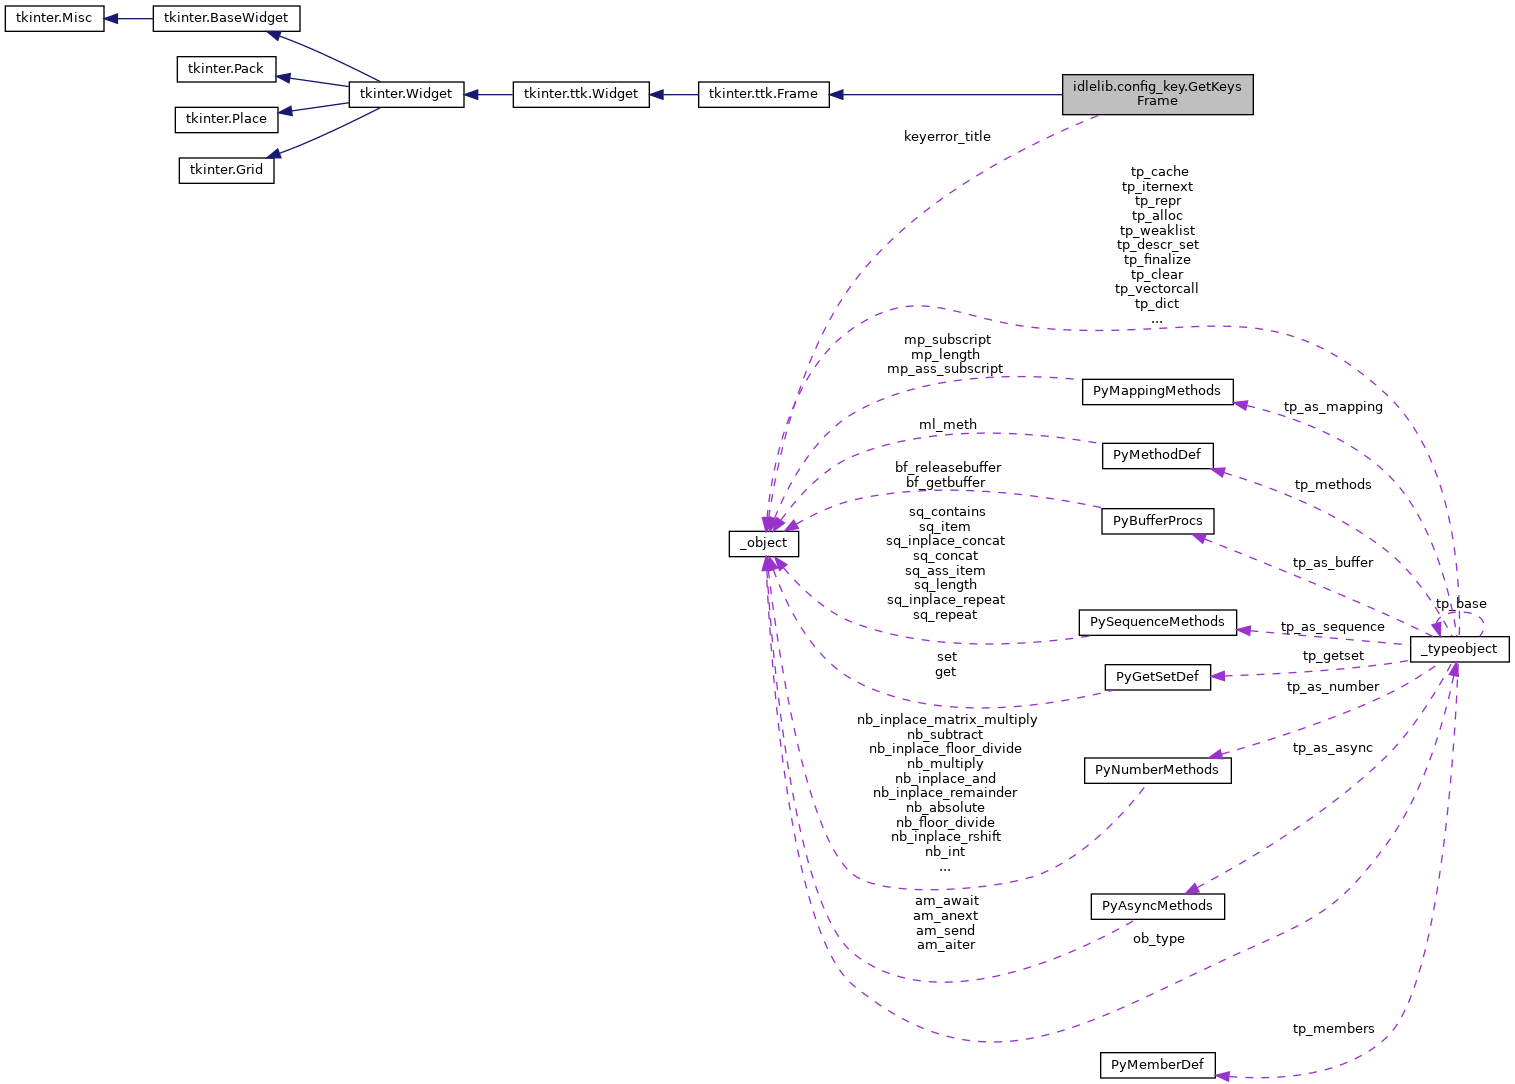 tkinter.Misc
tkinter.BaseWidget
tkinter.Pack
tkinter.Widget
tkinter.ttk.Widget
tkinter.ttk.Frame
idlelib.config_key.GetKeys
Frame
tkinter.Place
tkinter.Grid
keyerror_title
tp_cache
tp_iternext
tp_repr
tp_alloc
tp_weaklist
tp_descr_set
tp_finalize
tp_clear
tp_vectorcall
tp_dict
...
mp_subscript
mp_length
mp_ass_subscript
PyMappingMethods
tp_as_mapping
ml_meth
PyMethodDef
tp_methods
bf_releasebuffer
bf_getbuffer
PyBufferProcs
tp_as_buffer
_object
sq_contains
sq_item
sq_inplace_concat
sq_concat
sq_ass_item
sq_length
sq_inplace_repeat
sq_repeat
PySequenceMethods
tp_as_sequence
tp_base
_typeobject
set
get
PyGetSetDef
tp_getset
tp_as_number
nb_inplace_matrix_multiply
nb_subtract
nb_inplace_floor_divide
nb_multiply
nb_inplace_and
nb_inplace_remainder
nb_absolute
nb_floor_divide
nb_inplace_rshift
nb_int
...
PyNumberMethods
tp_as_async
am_await
am_anext
am_send
am_aiter
PyAsyncMethods
ob_type
tp_members
PyMemberDef